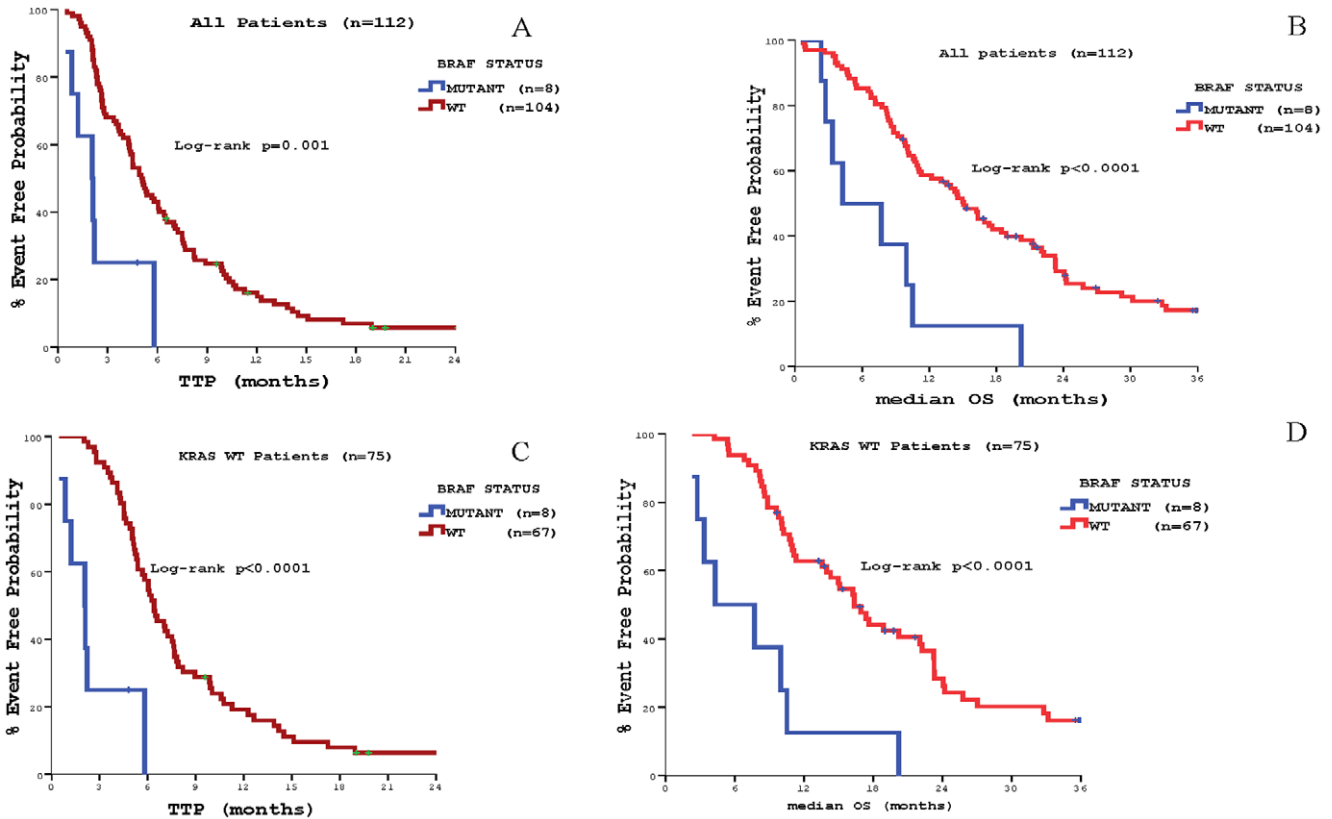 A
All Patients (n=112)
BRAF STATUS
MUTANT (n=8)
WT (n=104)
Log-rank p=0.001
% Event Free Probability
100
80
60
40
20
0
0 3 6 9 12 15 18 21 24
TTP (months)
B
All patients (n=112)
BRAF STATUS
MUTANT (n=8)
WT (n=104)
Log-rank p<0.0001
% Event Free Probability
100
80
60
40
20
0
0 6 12 18 24 30 36
median OS (months)
C
KRAS WT Patients (n=75)
BRAF STATUS
MUTANT (n=8)
WT (n=67)
Log-rank p<0.0001
% Event Free Probability
100
80
60
40
20
0
0 3 6 9 12 15 18 21 24
TTP (months)
D
KRAS WT Patients (n=75)
BRAF STATUS
MUTANT (n=8)
WT (n=67)
Log-rank p<0.0001
% Event Free Probability
100
80
60
40
20
0
0 6 12 18 24 30 36
median OS (months)